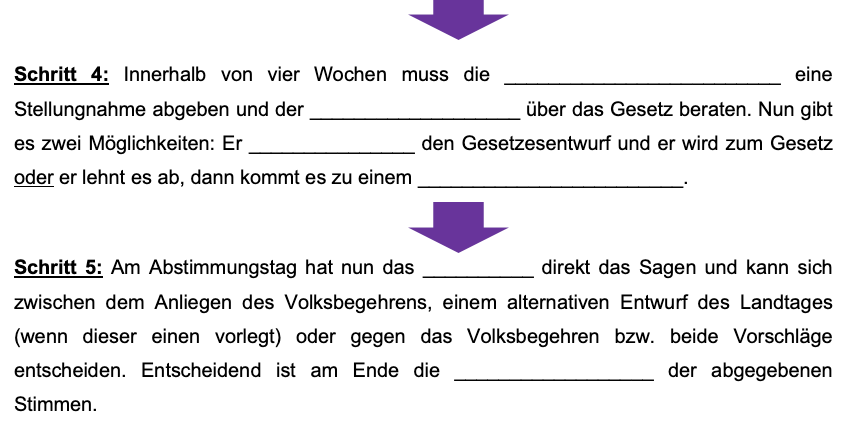 Schritt 4: Innerhalb von vier Wochen muss die _________________________ eine
Stellungnahme abgeben und der ___________________ über das Gesetz beraten. Nun gibt
es zwei Möglichkeiten: Er _______________ den Gesetzesentwurf und er wird zum Gesetz
oder er lehnt es ab, dann kommt es zu einem ________________________.
Schritt 5: Am Abstimmungstag hat nun das __________ direkt das Sagen und kann sich
zwischen dem Anliegen des Volksbegehrens, einem alternativen Entwurf des Landtages
(wenn dieser einen vorlegt) oder gegen das Volksbegehren bzw. beide Vorschläge
entscheiden. Entscheidend ist am Ende die __________________ der abgegebenen
Stimmen.